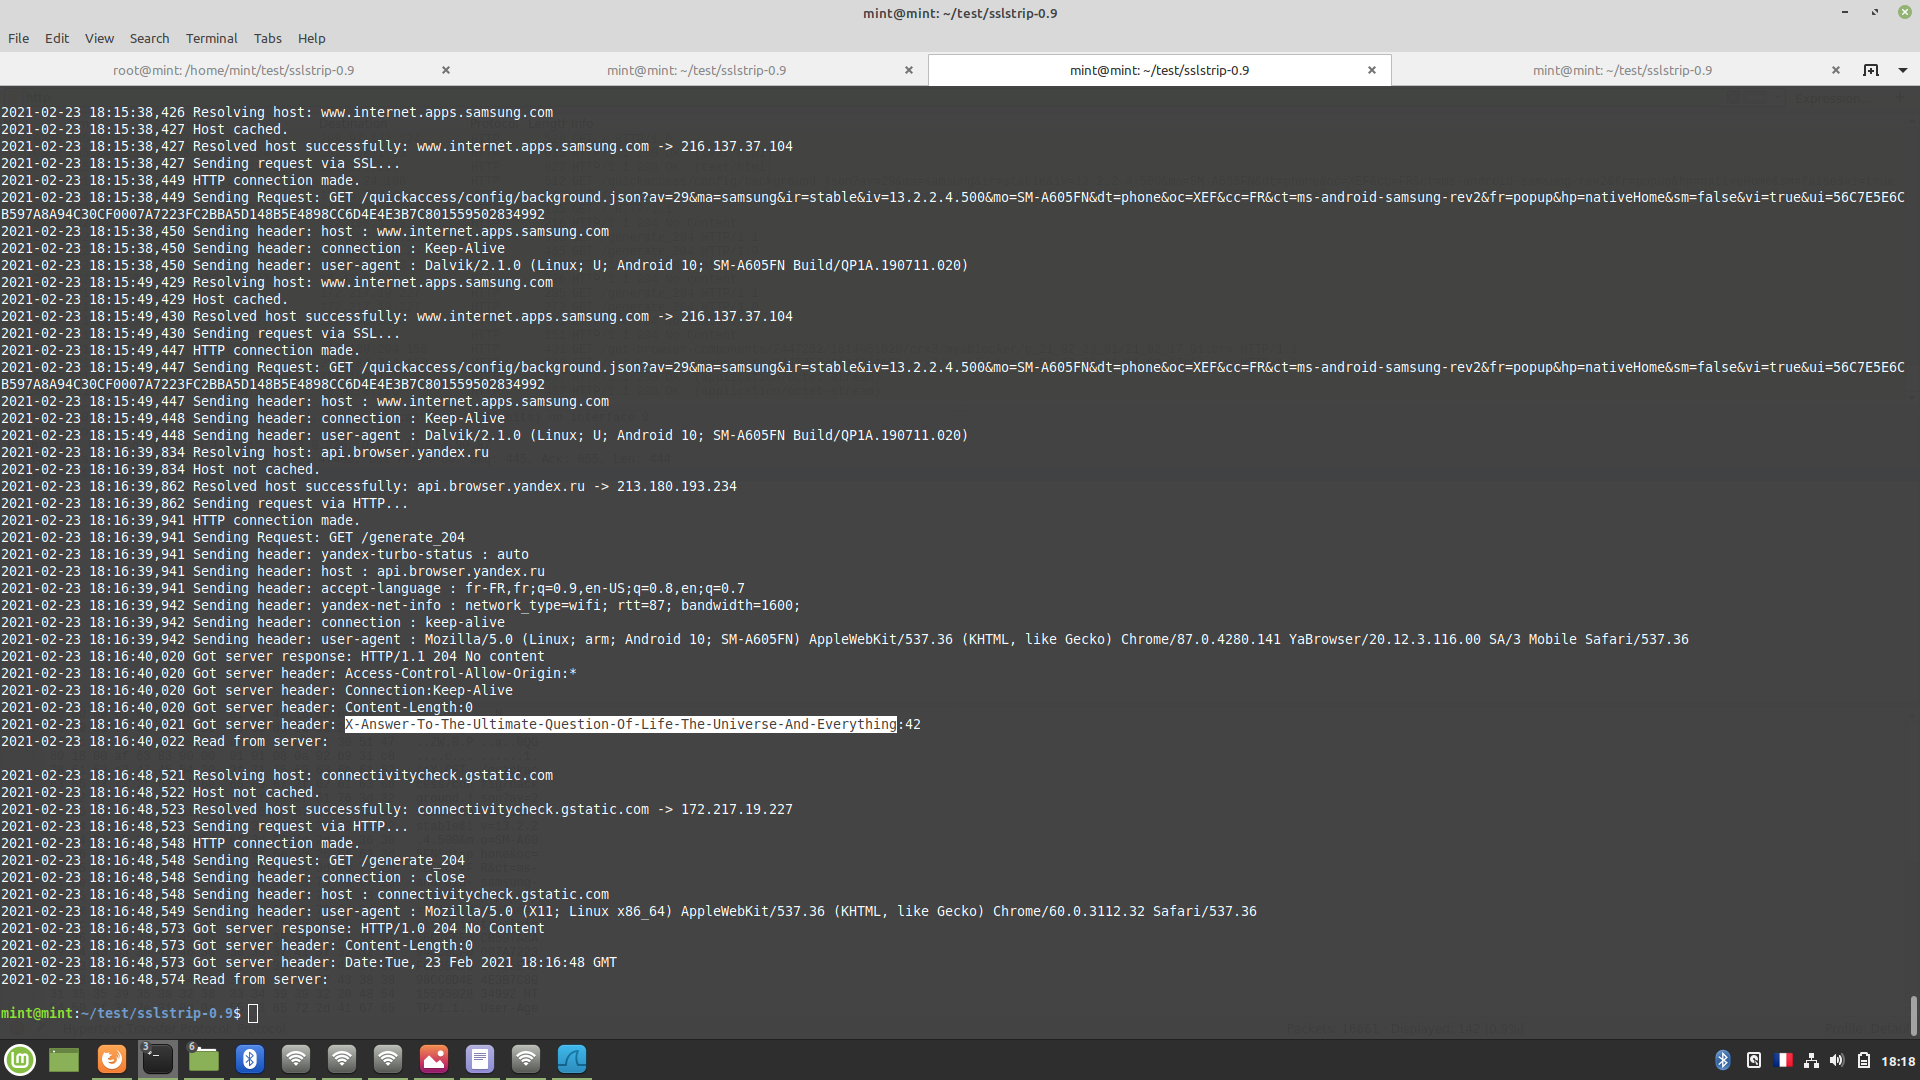 mint@mint: ~/test/sslstrip-0.9
File Edit View Search Terminal Tabs Help
root@mint: /home/mint/test/sslstrip-0.9 mint@mint: ~/test/sslstrip-0.9 mint@mint: ~/test/sslstrip-0.9 mint@mint: ~/test/sslstrip-0.9
2021-02-23 18:15:38,426 Resolving host: www.internet.apps.samsung.com
2021-02-23 18:15:38,427 Host cached.
2021-02-23 18:15:38,427 Resolved host successfully: www.internet.apps.samsung.com -> 216.137.37.104
2021-02-23 18:15:38,427 Sending request via SSL...
2021-02-23 18:15:38,449 HTTP connection made.
2021-02-23 18:15:38,449 Sending Request: GET /quickaccess/config/background.json?av=29&ma=samsung&ir=stable&iv=13.2.2.4.500&mo=SM-A605FN&dt=phone&oc=XEF&cc=FR&ct=ms-android-samsung-rev2&fr=popup&hp=nativeHome&sm=false&vi=true&ui=56C7E5E6C
B597A8A94C30CF0007A7223FC2BBA5D148B5E4898CC6D4E4E3B7C801559502834992
2021-02-23 18:15:38,450 Sending header: host : www.internet.apps.samsung.com
2021-02-23 18:15:38,450 Sending header: connection : Keep-Alive
2021-02-23 18:15:38,450 Sending header: user-agent : Dalvik/2.1.0 (Linux; U; Android 10; SM-A605FN Build/QP1A.190711.020)
2021-02-23 18:15:49,429 Resolving host: www.internet.apps.samsung.com
2021-02-23 18:15:49,429 Host cached.
2021-02-23 18:15:49,430 Resolved host successfully: www.internet.apps.samsung.com -> 216.137.37.104
2021-02-23 18:15:49,430 Sending request via SSL...
2021-02-23 18:15:49,447 HTTP connection made.
2021-02-23 18:15:49,447 Sending Request: GET /quickaccess/config/background.json?av=29&ma=samsung&ir=stable&iv=13.2.2.4.500&mo=SM-A605FN&dt=phone&oc=XEF&cc=FR&ct=ms-android-samsung-rev2&fr=popup&hp=nativeHome&sm=false&vi=true&ui=56C7E5E6C
B597A8A94C30CF0007A7223FC2BBA5D148B5E4898CC6D4E4E3B7C801559502834992
2021-02-23 18:15:49,447 Sending header: host : www.internet.apps.samsung.com
2021-02-23 18:15:49,448 Sending header: connection : Keep-Alive
2021-02-23 18:15:49,448 Sending header: user-agent : Dalvik/2.1.0 (Linux; U; Android 10; SM-A605FN Build/QP1A.190711.020)
2021-02-23 18:16:39,834 Resolving host: api.browser.yandex.ru
2021-02-23 18:16:39,834 Host not cached.
2021-02-23 18:16:39,862 Resolved host successfully: api.browser.yandex.ru -> 213.180.193.234
2021-02-23 18:16:39,862 Sending request via HTTP...
2021-02-23 18:16:39,941 HTTP connection made.
2021-02-23 18:16:39,941 Sending Request: GET /generate_204
2021-02-23 18:16:39,941 Sending header: yandex-turbo-status : auto
2021-02-23 18:16:39,941 Sending header: host : api.browser.yandex.ru
2021-02-23 18:16:39,941 Sending header: accept-language : fr-FR,fr;q=0.9,en-US;q=0.8,en;q=0.7
2021-02-23 18:16:39,942 Sending header: yandex-net-info : network_type=wifi; rtt=87; bandwidth=1600;
2021-02-23 18:16:39,942 Sending header: connection : keep-alive
2021-02-23 18:16:39,942 Sending header: user-agent : Mozilla/5.0 (Linux; arm; Android 10; SM-A605FN) AppleWebKit/537.36 (KHTML, like Gecko) Chrome/87.0.4280.141 YaBrowser/20.12.3.116.00 SA/3 Mobile Safari/537.36
2021-02-23 18:16:40,020 Got server response: HTTP/1.1 204 No content
2021-02-23 18:16:40,020 Got server header: Access-Control-Allow-Origin:*
2021-02-23 18:16:40,020 Got server header: Connection:Keep-Alive
2021-02-23 18:16:40,020 Got server header: Content-Length:0
2021-02-23 18:16:40,021 Got server header: X-Answer-To-The-Ultimate-Question-Of-Life-The-Universe-And-Everything:42
2021-02-23 18:16:40,022 Read from server:
2021-02-23 18:16:48,521 Resolving host: connectivitycheck.gstatic.com
2021-02-23 18:16:48,522 Host not cached.
2021-02-23 18:16:48,523 Resolved host successfully: connectivitycheck.gstatic.com -> 172.217.19.227
2021-02-23 18:16:48,523 Sending request via HTTP...
2021-02-23 18:16:48,548 HTTP connection made.
2021-02-23 18:16:48,548 Sending Request: GET /generate_204
2021-02-23 18:16:48,548 Sending header: connection : close
2021-02-23 18:16:48,548 Sending header: host : connectivitycheck.gstatic.com
2021-02-23 18:16:48,549 Sending header: user-agent : Mozilla/5.0 (X11; Linux x86_64) AppleWebKit/537.36 (KHTML, like Gecko) Chrome/60.0.3112.32 Safari/537.36
2021-02-23 18:16:48,573 Got server response: HTTP/1.0 204 No Content
2021-02-23 18:16:48,573 Got server header: Content-Length:0
2021-02-23 18:16:48,573 Got server header: Date:Tue, 23 Feb 2021 18:16:48 GMT
2021-02-23 18:16:48,574 Read from server:
mint@mint:~/test/sslstrip-0.9$
3 6 18:18